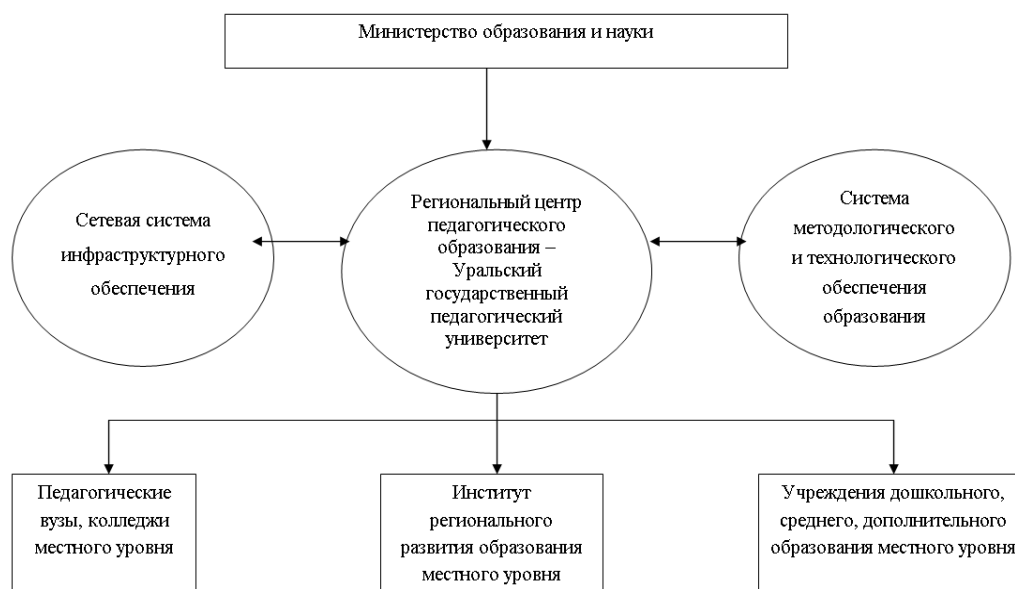 Министерство образования и науки
Сетевая система
инфраструктурного
обеспечения
Региональный центр
педагогического
образования –
Уральский
государственный
педагогический
университет
Система
методологического
и технологического
обеспечения
образования
Педагогические
вузы, колледжи
местного уровня
Институт
регионального
развития образования
местного уровня
Учреждения дошкольного,
среднего, дополнительного
образования местного уровня